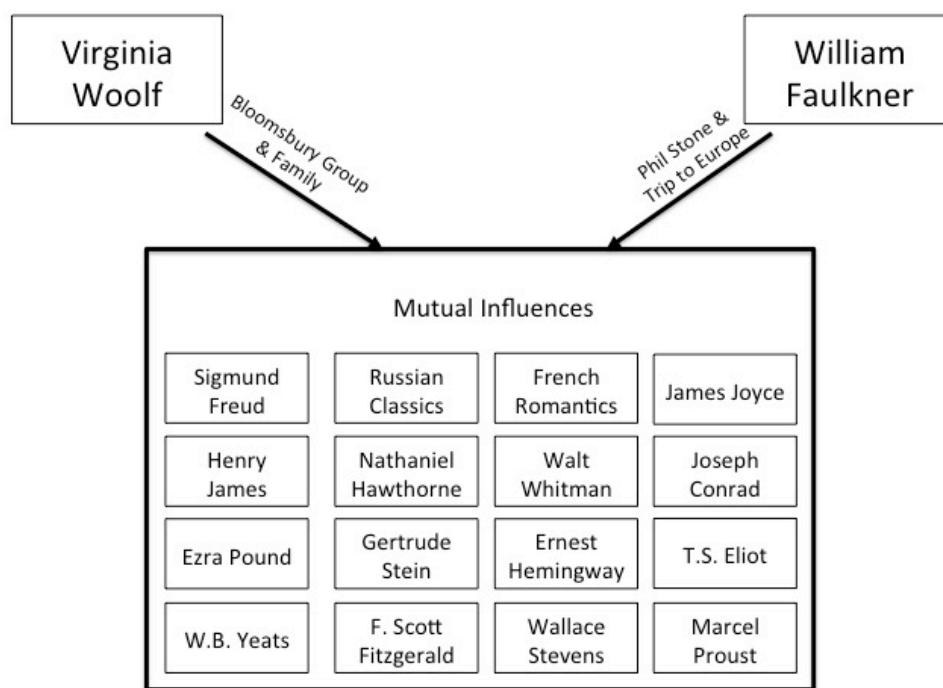 Virginia
Woolf
William
Faulkner
Bloomsbury Group
& Family
Phil Stone &
Trip to Europe
Mutual Influences
Sigmund
Freud
Russian
Classics
French
Romantics
James Joyce
Henry
James
Nathaniel
Hawthorne
Walt
Whitman
Joseph
Conrad
Ezra Pound
Gertrude
Stein
Ernest
Hemingway
T.S. Eliot
W.B. Yeats
F. Scott
Fitzgerald
Wallace
Stevens
Marcel
Proust